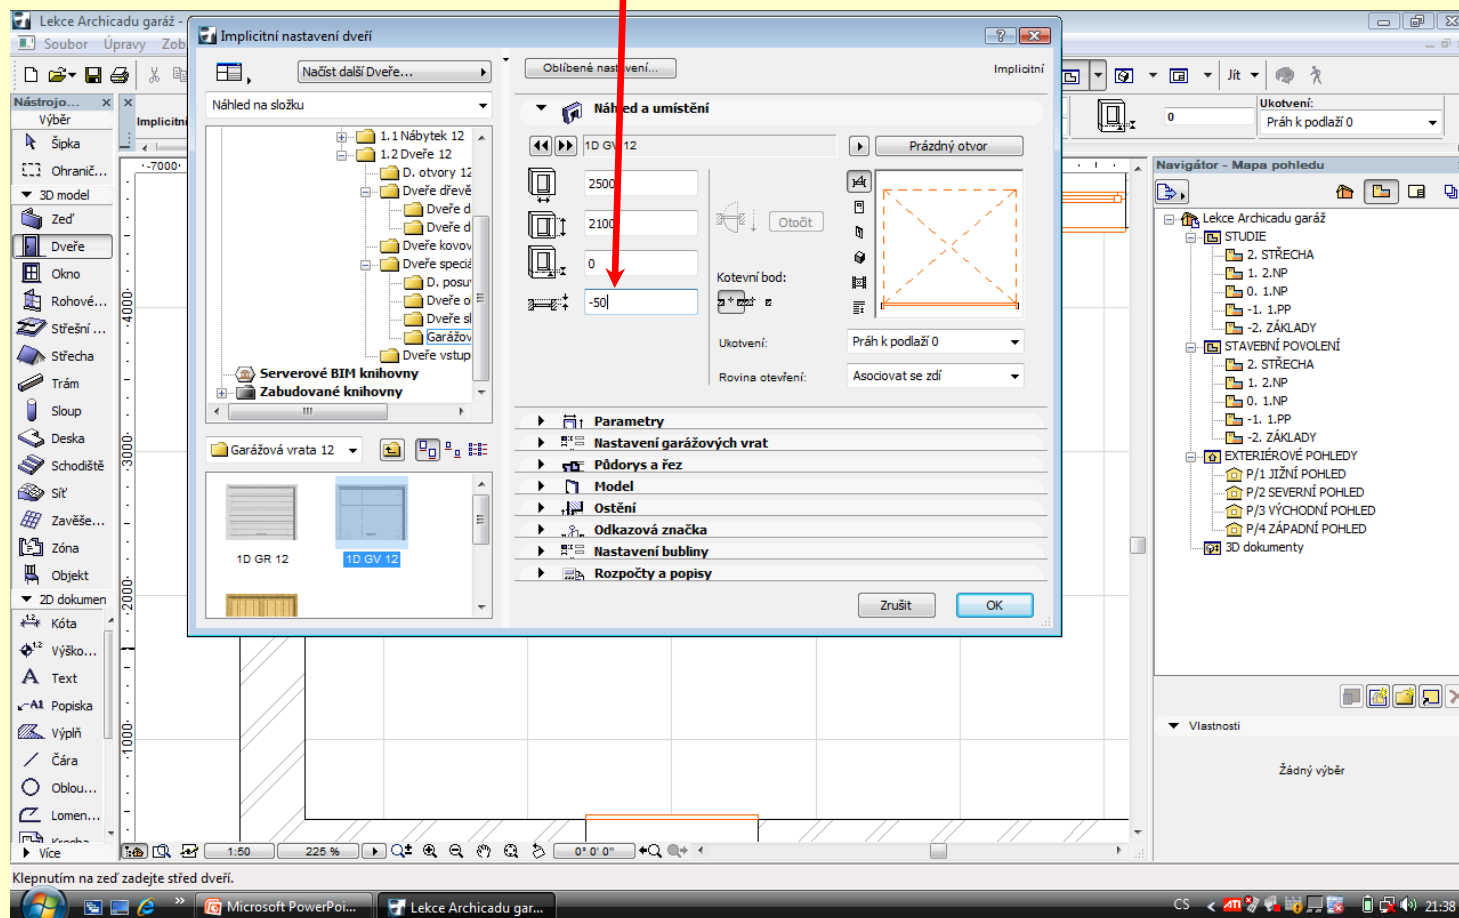 Lekce Archicadu garáž -
Soubor Úpravy Zob
Implicitní nastavení dveří
Načíst další Dveře...
Oblíbené nastavení...
Implicitní
Náhled na složku
Náhled a umístění
1.1 Nábytek 12
1.2 Dveře 12
D. otvory 12
Dveře dřevě
Dveře d
Dveře d
Dveře kovov
Dveře speciá
D. posu
Dveře o
Dveře sl
Garážov
Dveře vstup
Serverové BIM knihovny
Zabudované knihovny
1D GV 12
Prázdný otvor
2500
2100
0
-50
Otočit
Kotevní bod:
Ukotvení:
Práh k podlaží 0
Rovina otevření:
Asociovat se zdí
Garážová vrata 12
1D GR 12
1D GV 12
Parametry
Nastavení garážových vrat
Půdorys a řez
Model
Ostění
Odkazová značka
Nastavení bubliny
Rozpočty a popisy
Zrušit
OK
Nástrojo...
Výběr
Šipka
Ohranič...
3D model
Zeď
Dveře
Okno
Rohové...
Střešní ...
Střecha
Trám
Sloup
Deska
Schodiště
Síť
Zavěše...
Zóna
Objekt
2D dokumen
Kóta
Výško...
Text
Popiska
Výplň
Čára
Oblou...
Lomen...
Více
Implicitní
-7000
-4000
-3000
-2000
-1000
Jít
0
Ukotvení:
Práh k podlaží 0
Navigátor - Mapa pohledu
Lekce Archicadu garáž
STUDIE
2. STŘECHA
1. 2.NP
0. 1.NP
-1. 1.PP
-2. ZÁKLADY
STAVEBNÍ POVOLENÍ
2. STŘECHA
1. 2.NP
0. 1.NP
-1. 1.PP
-2. ZÁKLADY
EXTERIÉROVÉ POHLEDY
P/1 JIŽNÍ POHLED
P/2 SEVERNÍ POHLED
P/3 VÝCHODNÍ POHLED
P/4 ZÁPADNÍ POHLED
3D dokumenty
Vlastnosti
Žádný výběr
1:50
225 %
0° 0' 0"
Klepnutím na zeď zadejte střed dveří.
Microsoft PowerPoi...
Lekce Archicadu gar...
CS
ATI
21:38